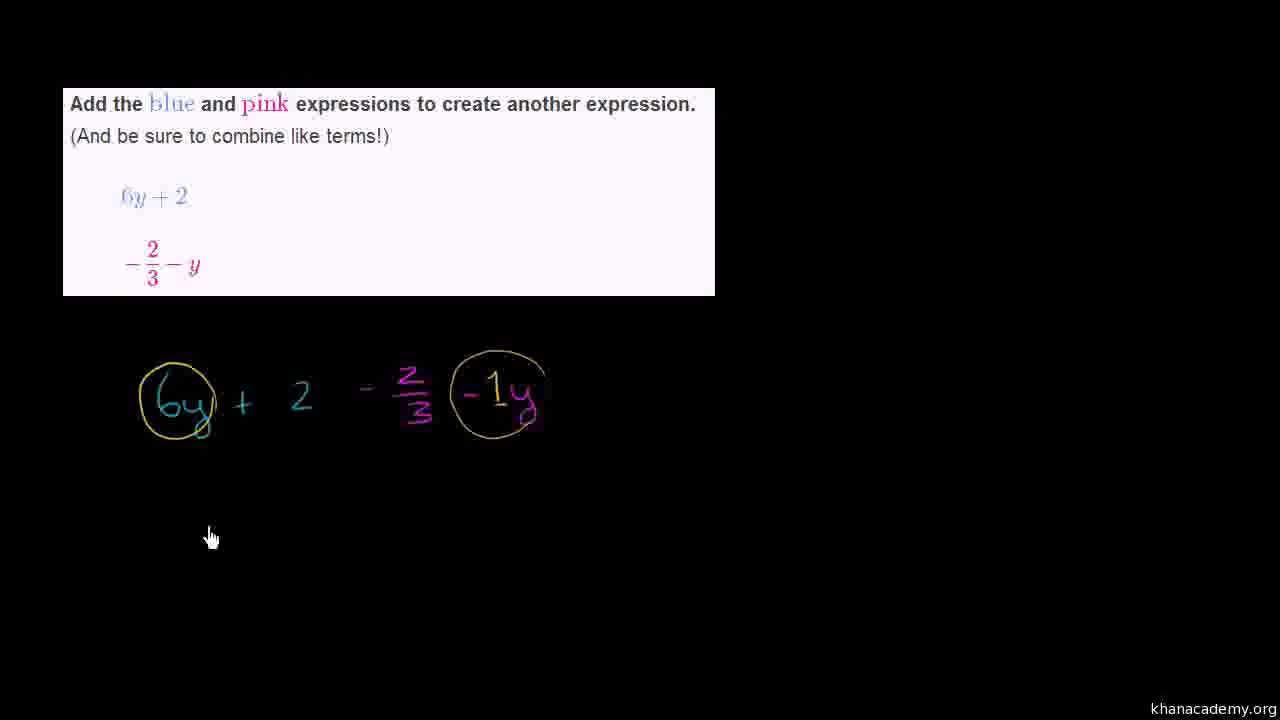 Add the blue and pink expressions to create another expression.
(And be sure to combine like terms!)
6y + 2
-2/3 - y
6y + 2 - 2/3 - 1y
khanacademy.org